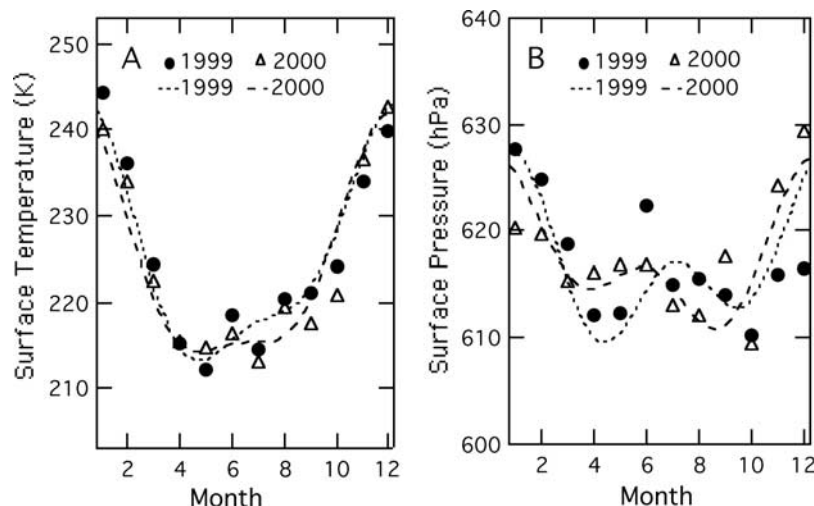 A
1999 2000
1999 2000
Surface Temperature (K)
250
240
230
220
210
2 4 6 8 10 12
Month
B
1999 2000
1999 2000
Surface Pressure (hPa)
640
630
620
610
600
2 4 6 8 10 12
Month